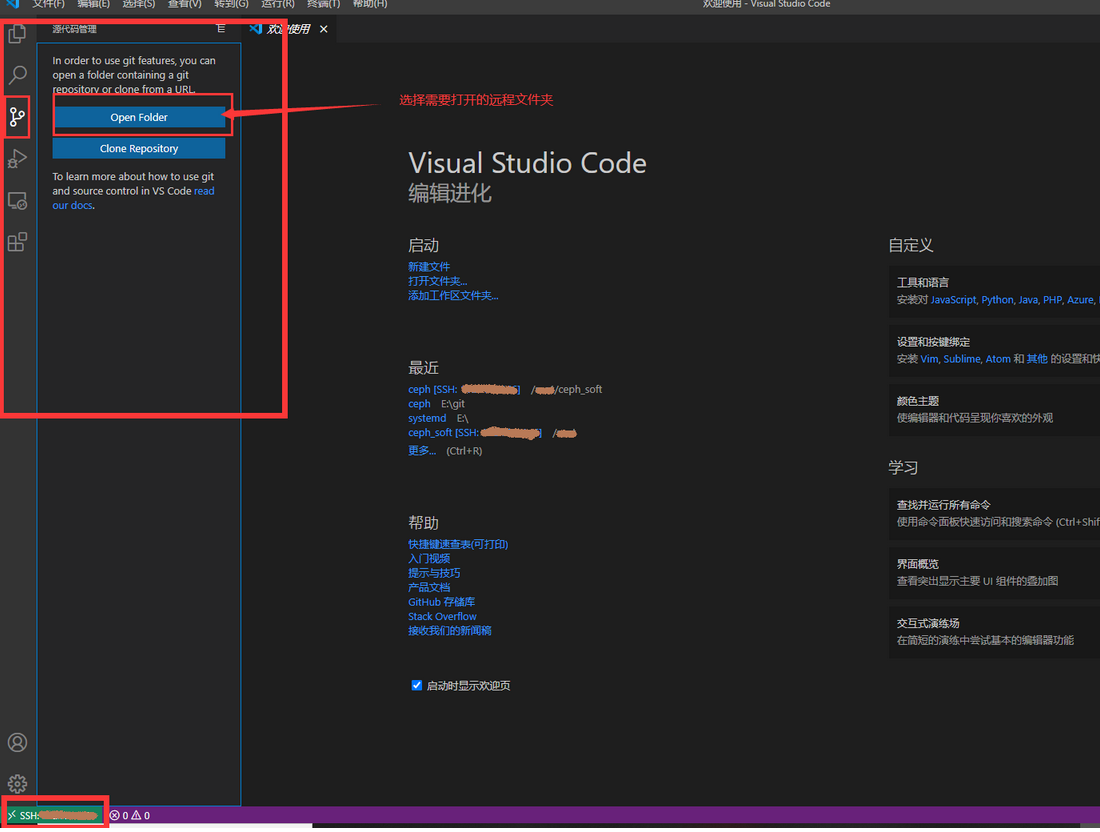 文件(F) 编辑(E) 选择(S) 查看(V) 转到(G) 运行(R) 终端(T) 帮助(H) 欢迎使用 - Visual Studio Code
源代码管理
欢迎使用
In order to use git features, you can
open a folder containing a git
repository or clone from a URL.
Open Folder
Clone Repository
To learn more about how to use git
and source control in VS Code read
our docs.
选择需要打开的远程文件夹
Visual Studio Code
编辑进化
启动
新建文件
打开文件夹...
添加工作区文件夹...
最近
ceph [SSH: ] / /ceph_soft
ceph E:\git
systemd E:\
ceph_soft [SSH: ] /
更多... (Ctrl+R)
帮助
快捷键速查表(可打印)
入门视频
提示与技巧
产品文档
GitHub 存储库
Stack Overflow
接收我们的新闻稿
启动时显示欢迎页
自定义
工具和语言
安装对 JavaScript, Python, Java, PHP, Azure,
设置和按键绑定
安装 Vim, Sublime, Atom 和 其他 的设置和快
颜色主题
使编辑器和代码呈现你喜欢的外观
学习
查找并运行所有命令
使用命令面板快速访问和搜索命令 (Ctrl+Shif
界面概览
查看突出显示主要 UI 组件的叠加图
交互式演练场
在简短的演练中尝试基本的编辑器功能
SSH: 0 0